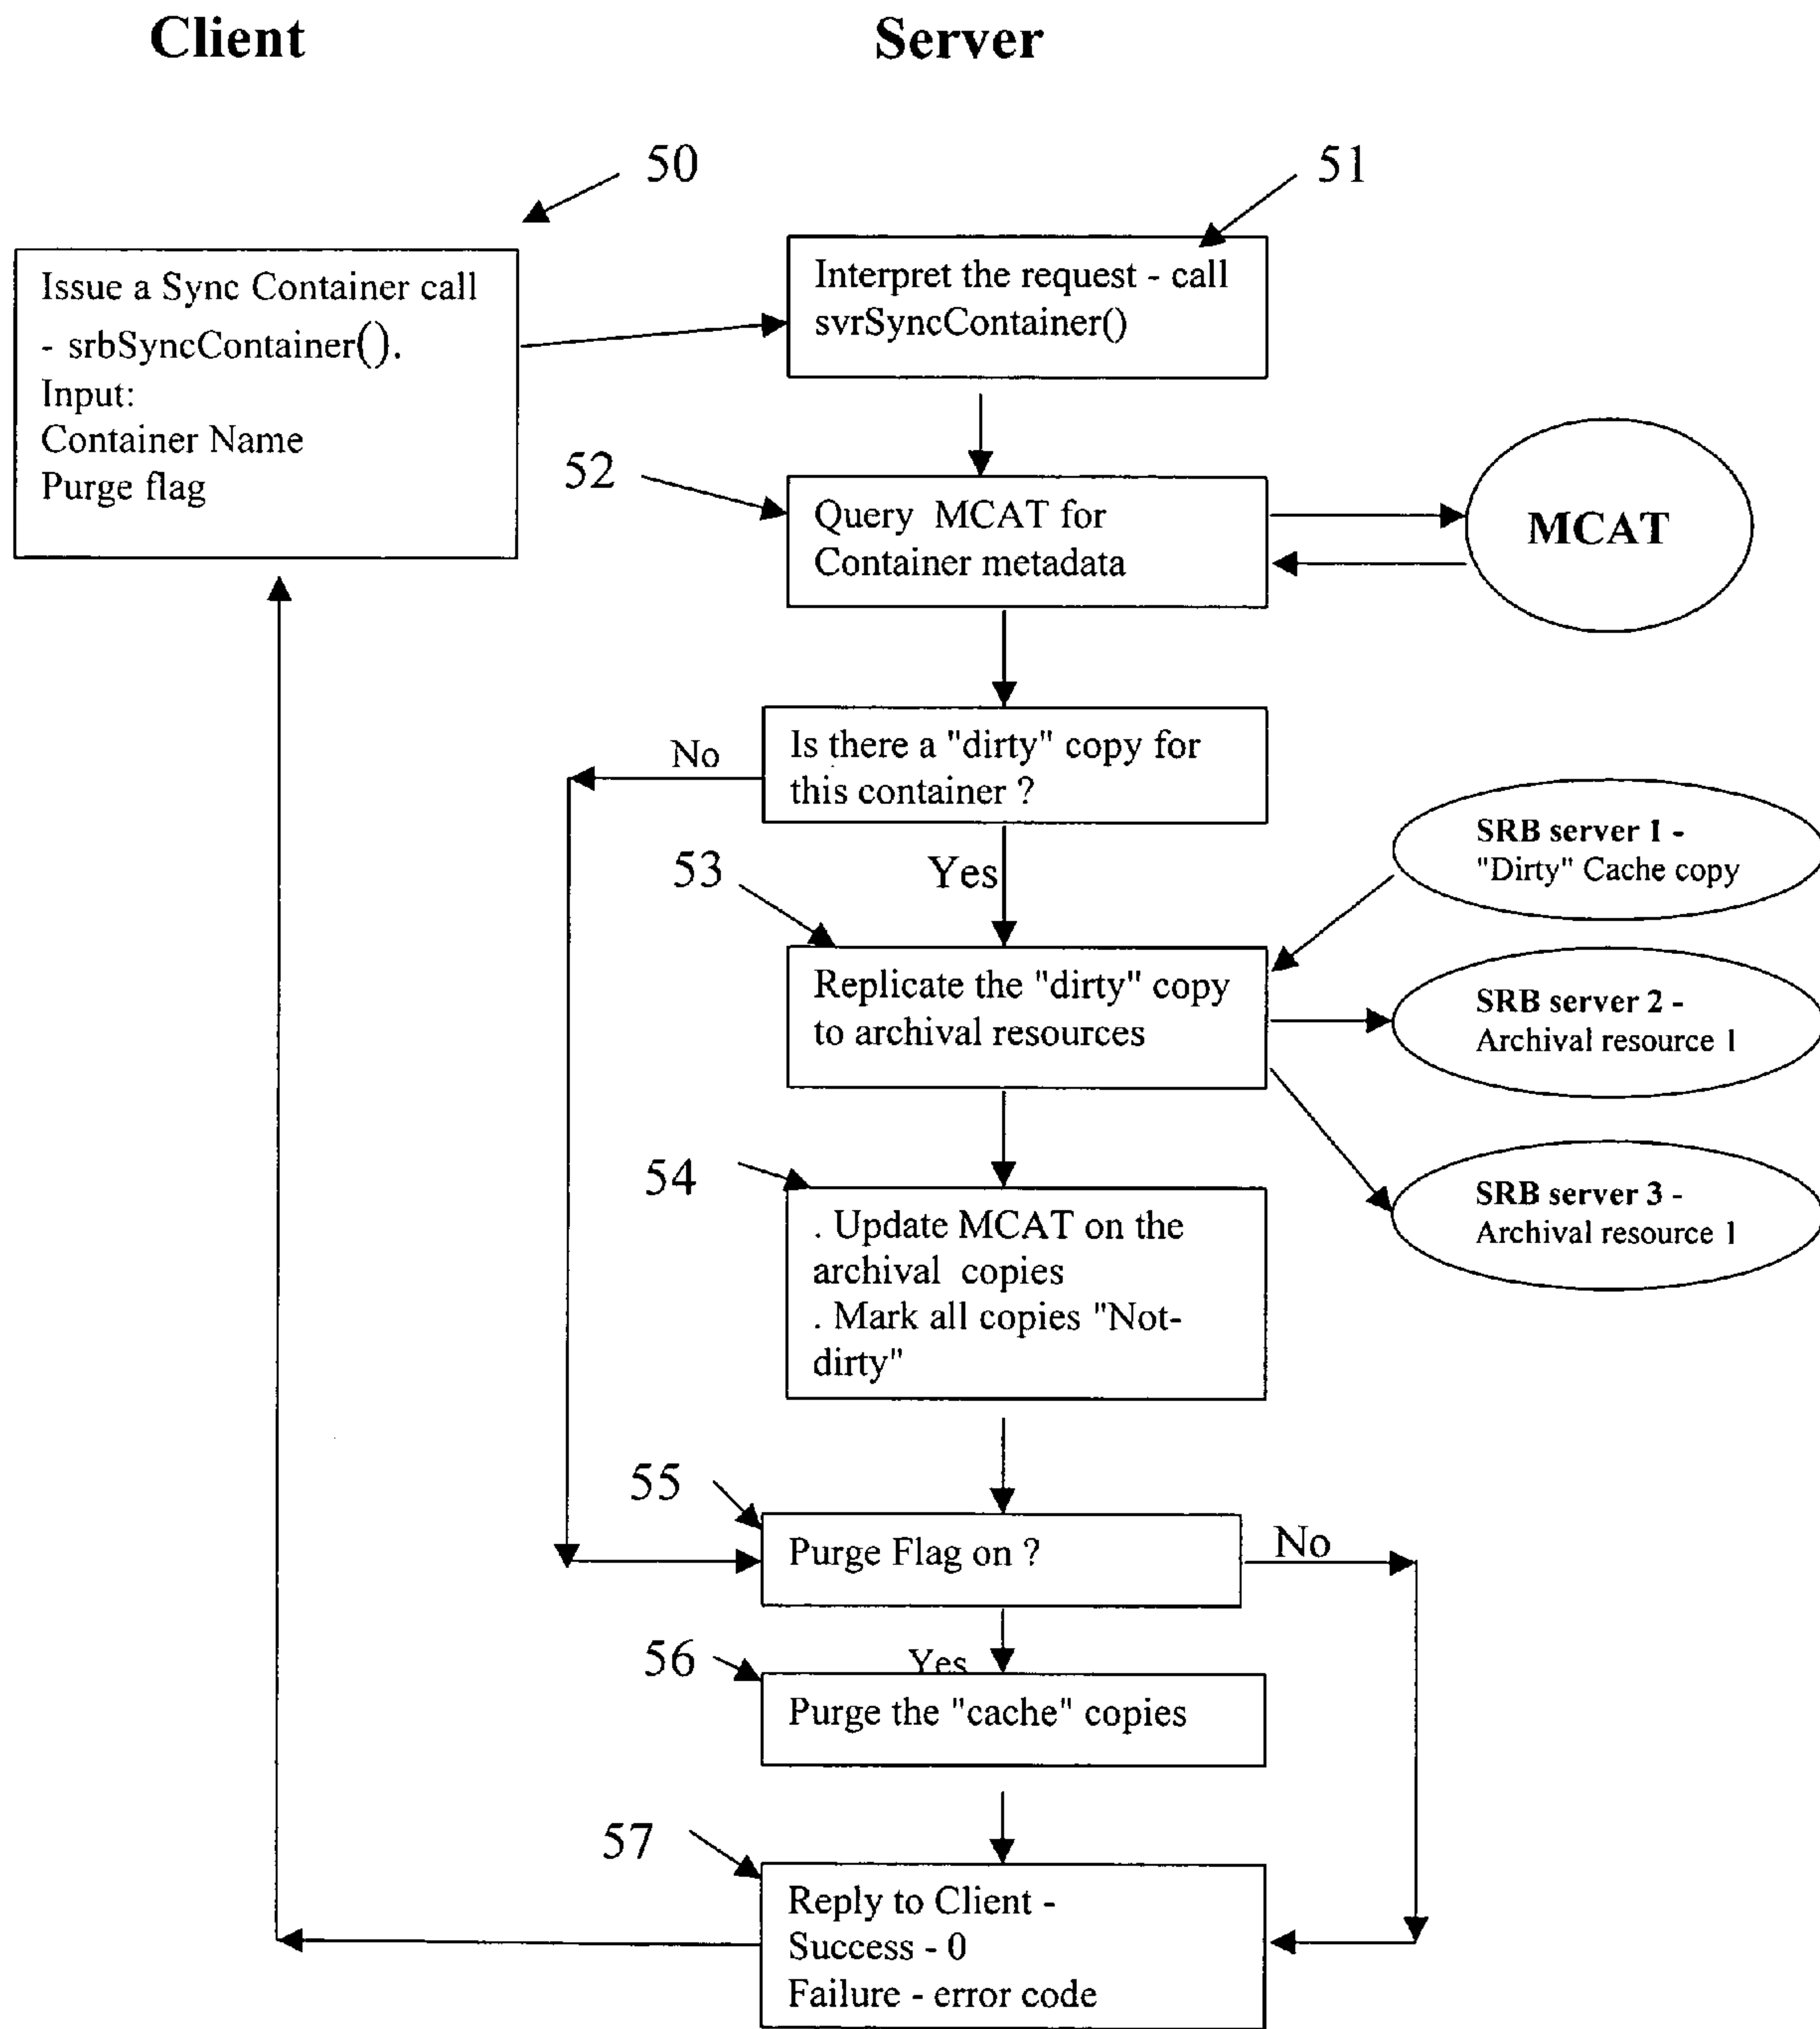 Client
Server
50
51
Issue a Sync Container call
- srbSyncContainer().
Input:
Container Name
Purge flag
Interpret the request - call
svrSyncContainer()
52
Query MCAT for
Container metadata
MCAT
Is there a "dirty" copy for
this container ?
No
Yes
SRB server 1 -
"Dirty" Cache copy
53
Replicate the "dirty" copy
to archival resources
SRB server 2 -
Archival resource 1
SRB server 3 -
Archival resource 1
54
. Update MCAT on the
archival copies
. Mark all copies "Not-
dirty"
55
Purge Flag on ?
No
Yes
56
Purge the "cache" copies
57
Reply to Client -
Success - 0
Failure - error code